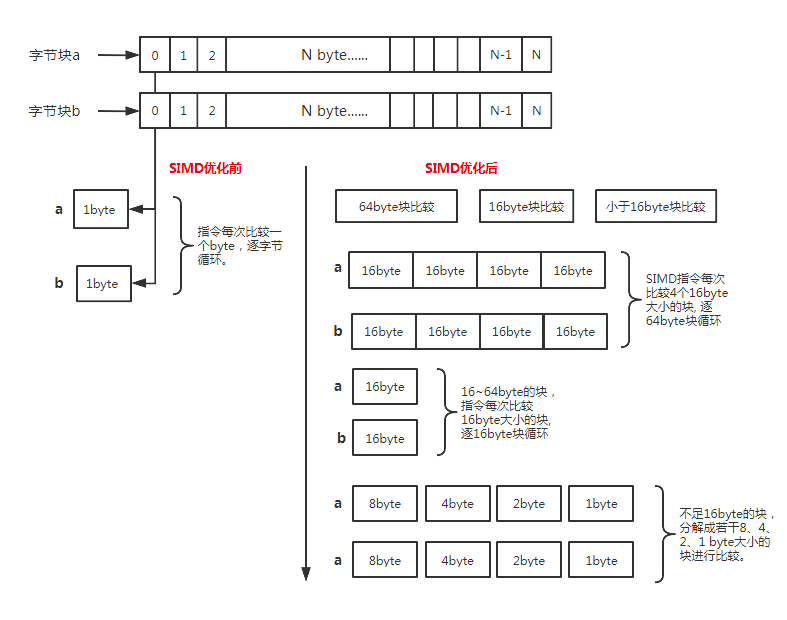 字节块a 0 1 2 N byte...... N-1 N
字节块b 0 1 2 N byte...... N-1 N
SIMD优化前
a 1byte
b 1byte
指令每次比较一
个byte，逐字节
循环。
SIMD优化后
64byte块比较 16byte块比较 小于16byte块比较
a 16byte 16byte 16byte 16byte
b 16byte 16byte 16byte 16byte
SIMD指令每次
比较4个16byte
大小的块, 逐
64byte块循环
a 16byte
b 16byte
16~64byte的块，
指令每次比较
16byte大小的块,
逐16byte块循环
a 8byte 4byte 2byte 1byte
a 8byte 4byte 2byte 1byte
不足16byte的块，
分解成若干8、4、
2、1 byte大小的
块进行比较。